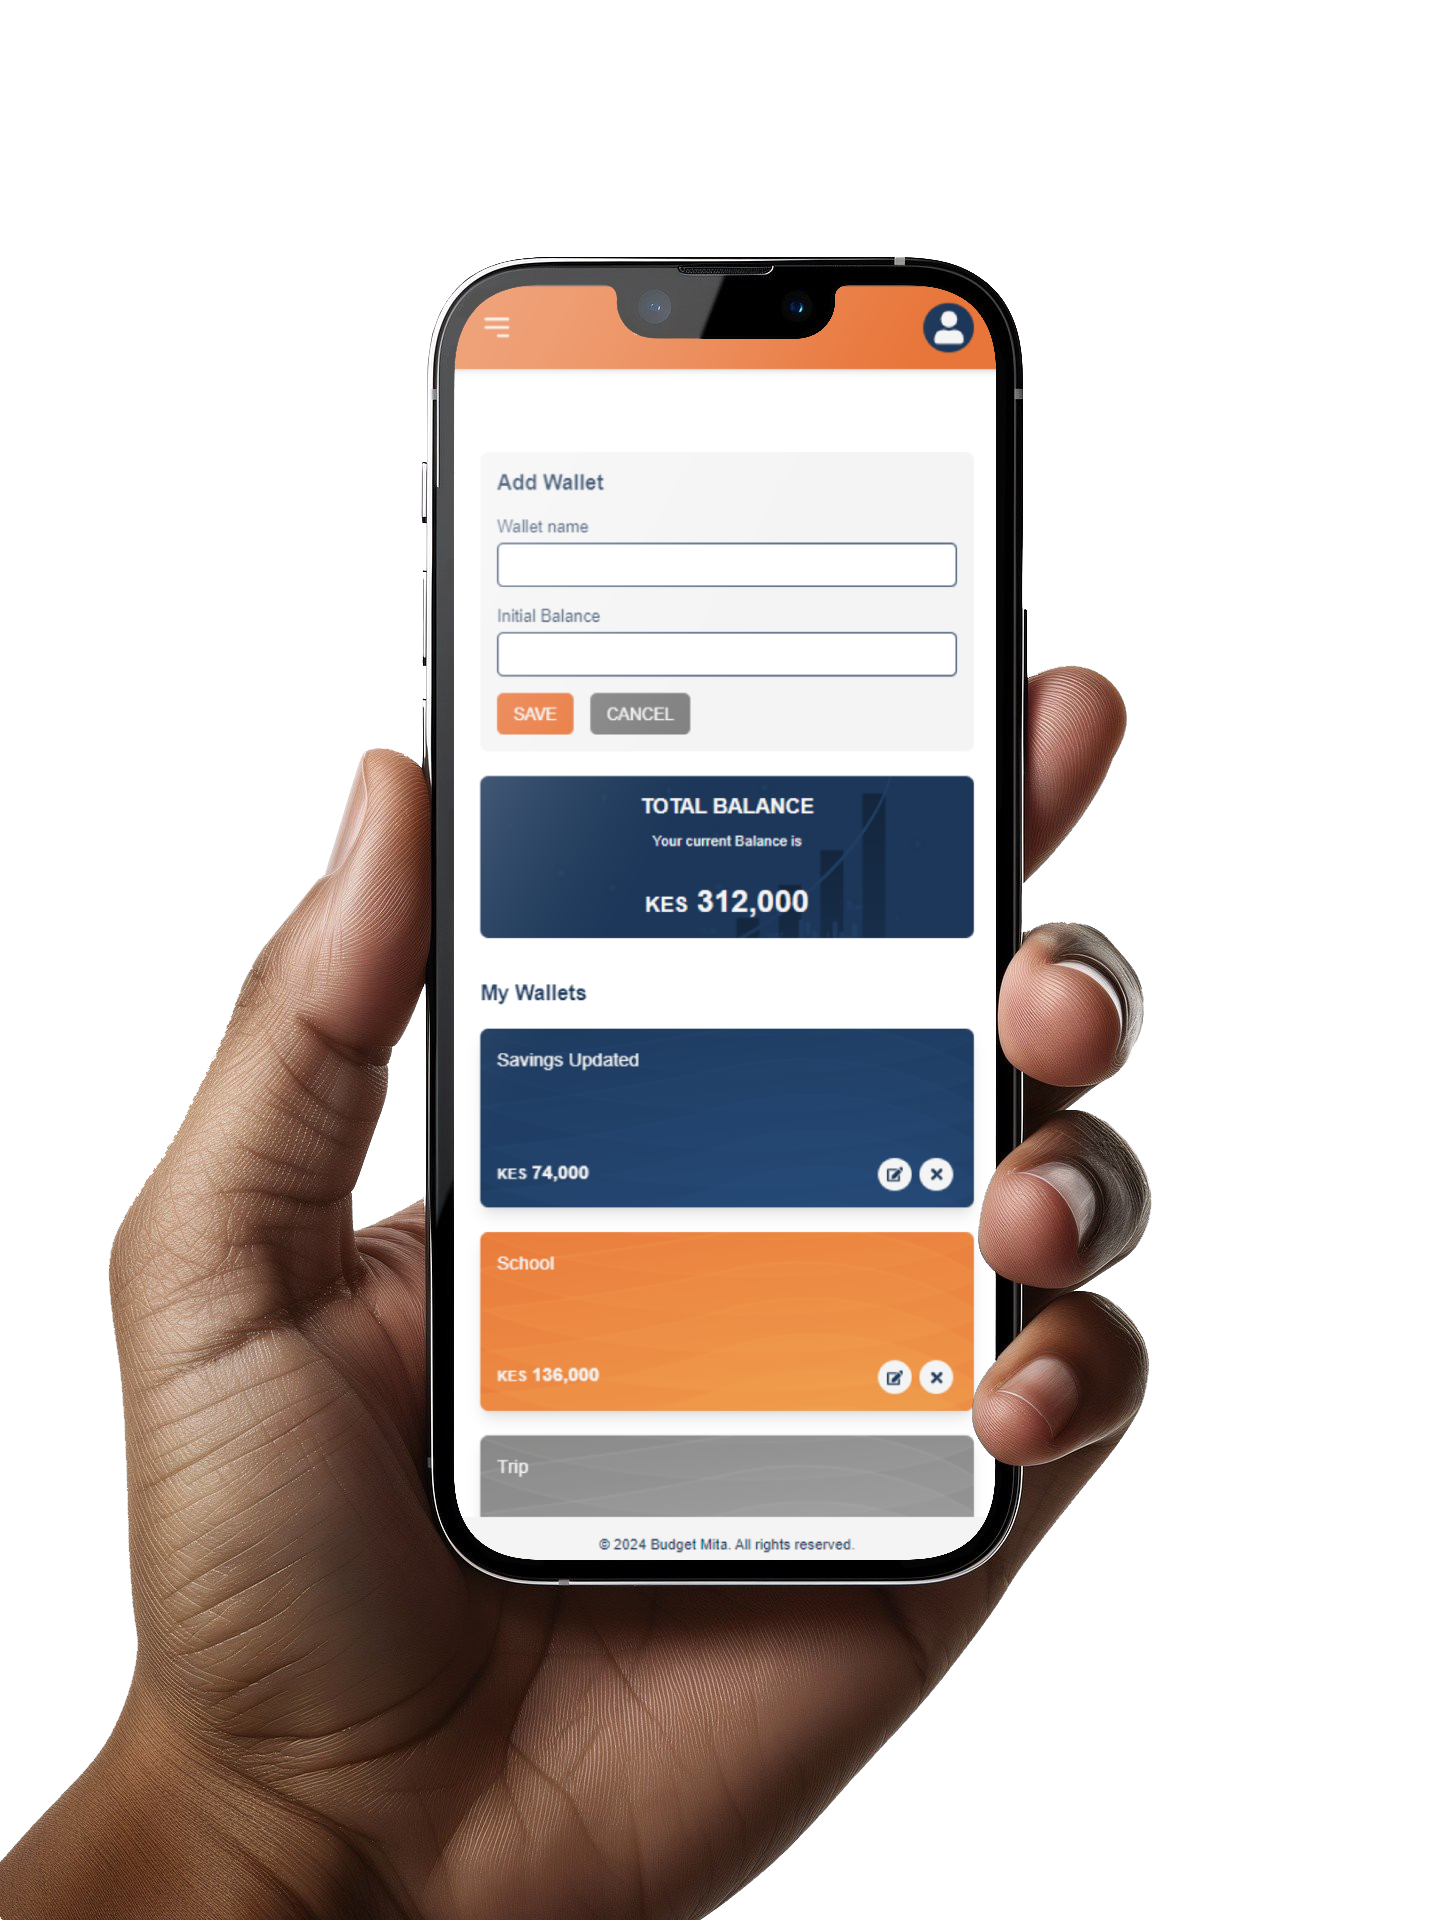 Add Wallet
Wallet name
Initial Balance
SAVE CANCEL
TOTAL BALANCE
Your current Balance is
KES 312,000
My Wallets
Savings Updated
KES 74,000
School
KES 136,000
Trip
© 2024 Budget Mita. All rights reserved.